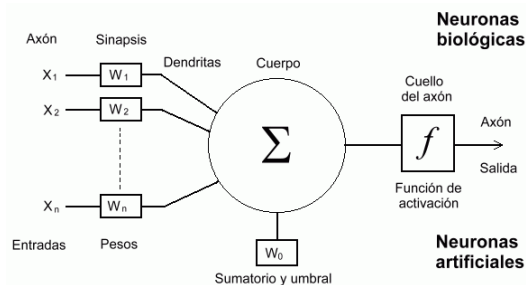 Neuronas
biológicas
Axón
Sinapsis
Dendritas
Cuerpo
Cuello
del axón
Axón
X1
W1
X2
W2
Σ
f
Salida
Función de
activación
Xn
Wn
Entradas
Pesos
W0
Sumatorio y umbral
Neuronas
artificiales